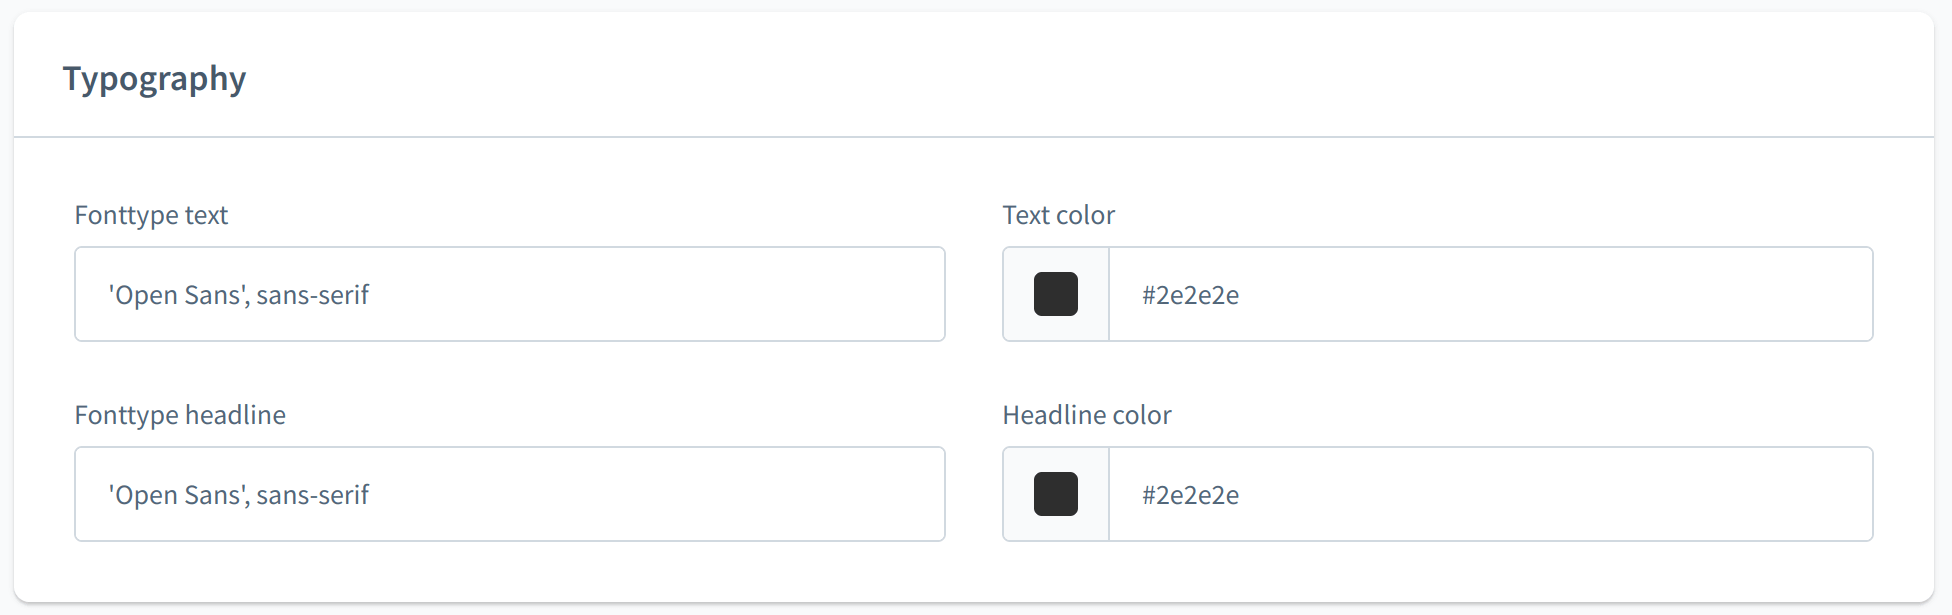 Typography
Fonttype text
Text color
'Open Sans', sans-serif
#2e2e2e
Fonttype headline
Headline color
'Open Sans', sans-serif
#2e2e2e